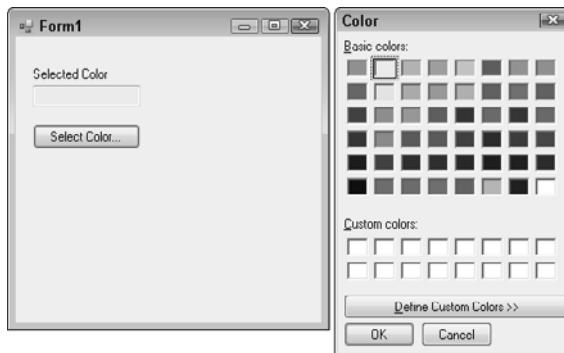 Form1
Selected Color
Select Color...
Color
Basic colors:
Custom colors:
Define Custom Colors >>
OK
Cancel